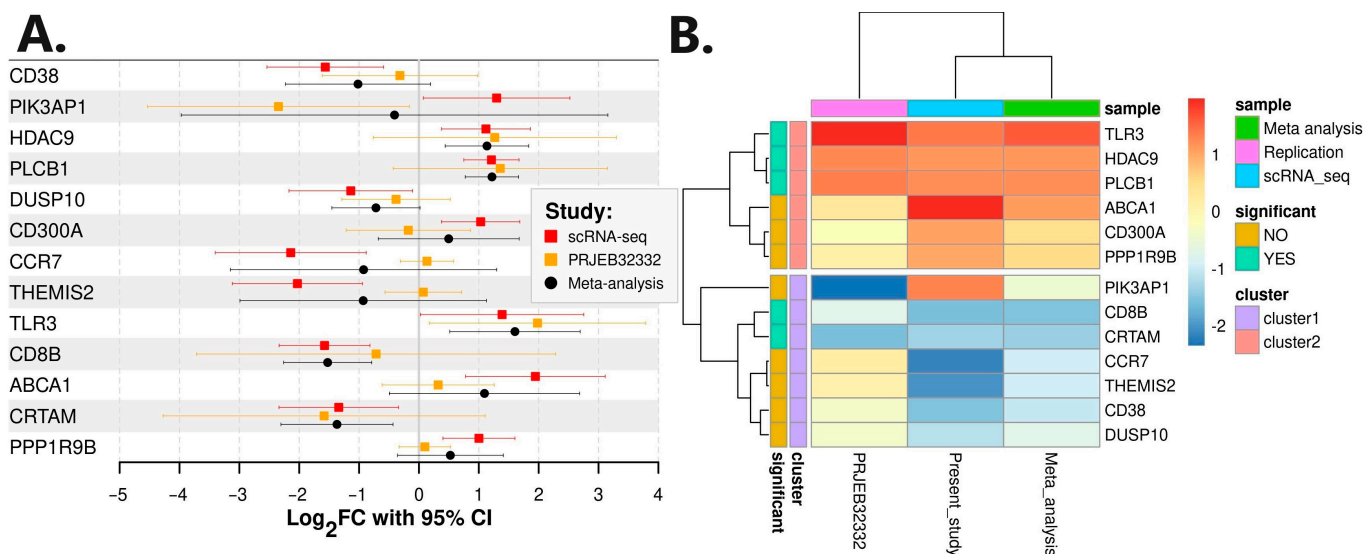 A.
CD38
PIK3AP1
HDAC9
PLCB1
DUSP10
CD300A
CCR7
THEMIS2
TLR3
CD8B
ABCA1
CRTAM
PPP1R9B
−5 −4 −3 −2 −1 0 1 2 3 4
Log2FC with 95% CI
Study:
scRNA-seq
PRJEB32332
Meta-analysis
B.
sample
TLR3
HDAC9
PLCB1
ABCA1
CD300A
PPP1R9B
PIK3AP1
CD8B
CRTAM
CCR7
THEMIS2
CD38
DUSP10
significant
cluster
PRJEB32332
Present_study
Meta_analysis
1
0
-1
-2
sample
Meta analysis
Replication
scRNA_seq
significant
NO
YES
cluster
cluster1
cluster2